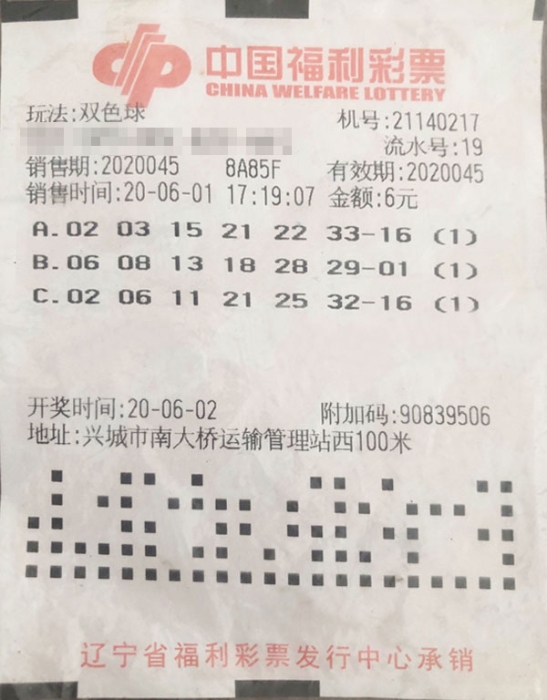 中国福利彩票
CHINA WELFARE LOTTERY
玩法:双色球
机号:21140217
流水号:19
销售期:2020045 8A85F 有效期:2020045
销售时间:20-06-01 17:19:07 金额:6元
A.02 03 15 21 22 33-16 (1)
B.06 08 13 18 28 29-01 (1)
C.02 06 11 21 25 32-16 (1)
开奖时间:20-06-02 附加码:90839506
地址:兴城市南大桥运输管理站西100米
辽宁省福利彩票发行中心承销